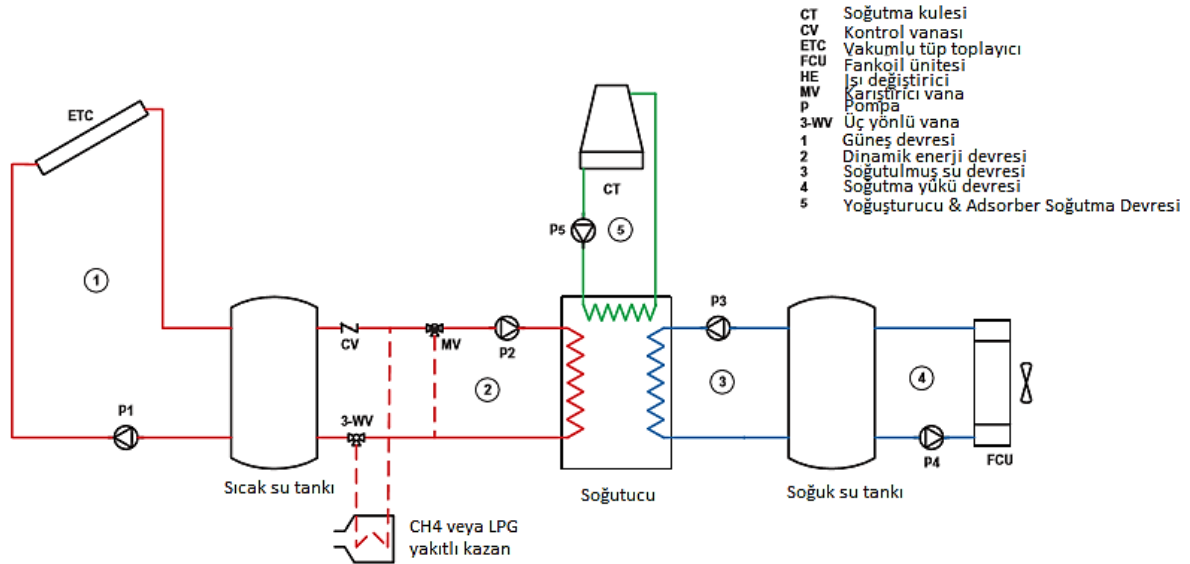 CT Soğutma kulesi
CV Kontrol vanası
ETC Vakumlu tüp toplayıcı
FCU Fankoil ünitesi
HE Isı değiştirici
MV Karıştırıcı vana
P Pompa
3-WV Üç yönlü vana
1 Güneş devresi
2 Dinamik enerji devresi
3 Soğutulmuş su devresi
4 Soğutma yükü devresi
5 Yoğuşturucu & Adsorber Soğutma Devresi
ETC
CT
P5
5
1
P3
CV
MV
P2
2
3
4
P1
3-WV
P4
FCU
Sıcak su tankı
Soğutucu
Soğuk su tankı
CH4 veya LPG
yakıtlı kazan